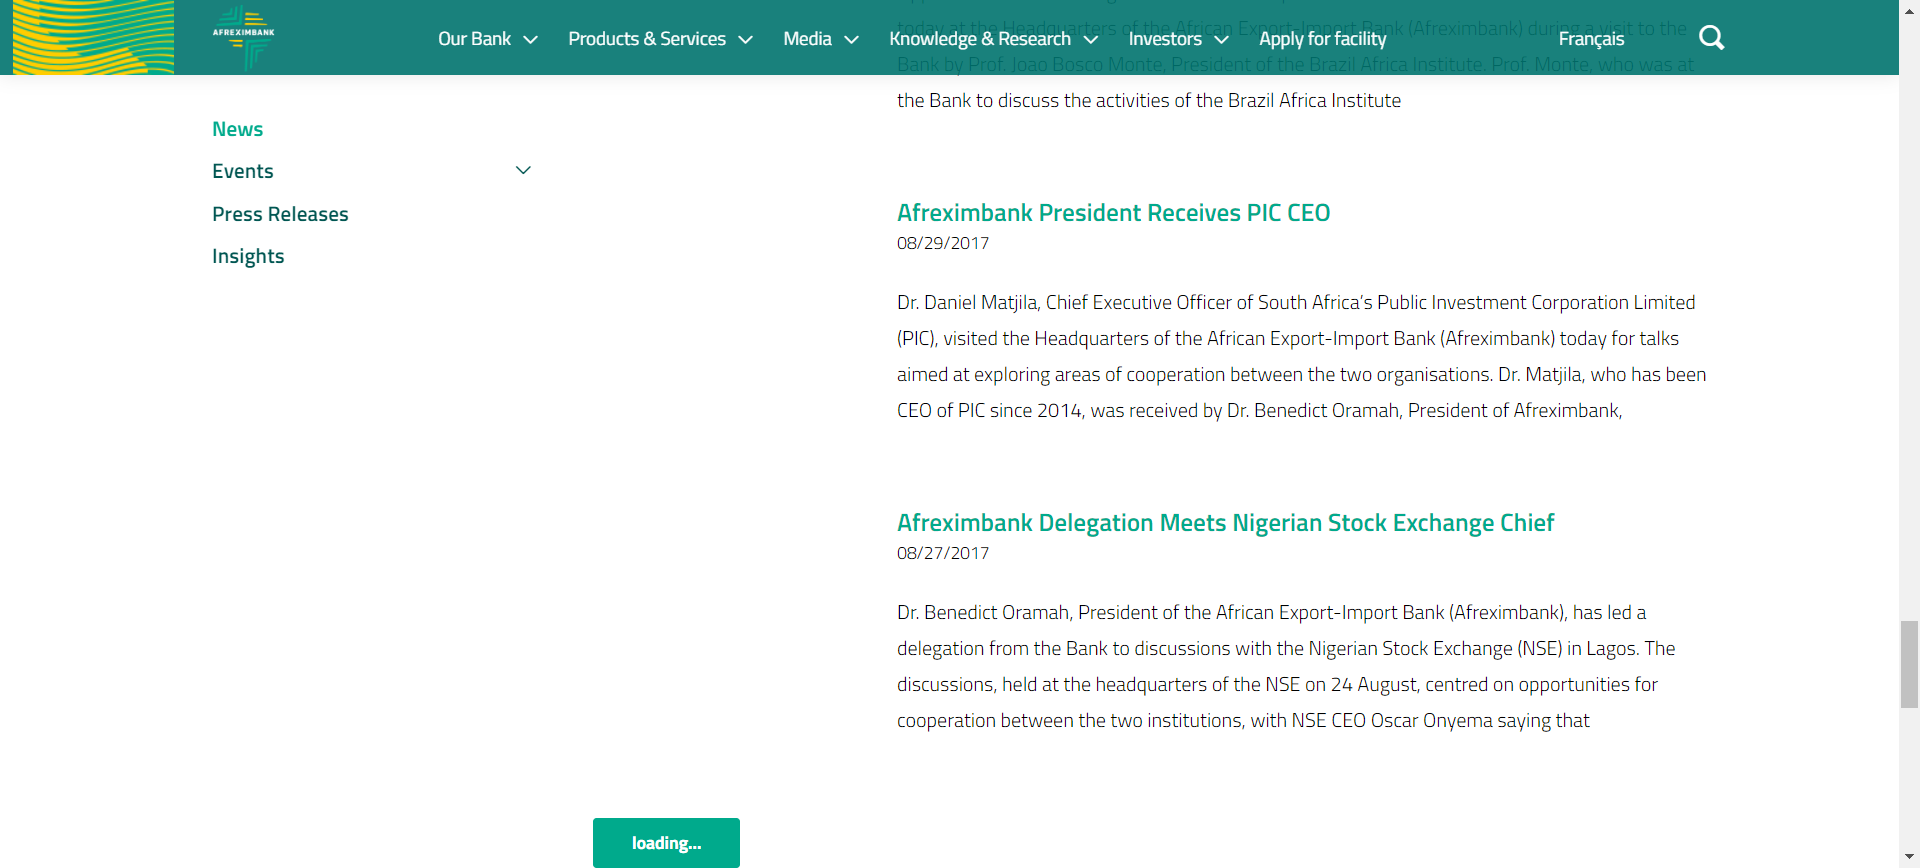 AFREXIMBANK
Our Bank
Products & Services
Media
Knowledge & Research
Investors
Apply for facility
Français
today at the Headquarters of the African Export-Import Bank (Afreximbank) during a visit to the
Bank by Prof. Joao Bosco Monte, President of the Brazil Africa Institute. Prof. Monte, who was at
the Bank to discuss the activities of the Brazil Africa Institute
News
Events
Press Releases
Insights
Afreximbank President Receives PIC CEO
08/29/2017
Dr. Daniel Matjila, Chief Executive Officer of South Africa’s Public Investment Corporation Limited
(PIC), visited the Headquarters of the African Export-Import Bank (Afreximbank) today for talks
aimed at exploring areas of cooperation between the two organisations. Dr. Matjila, who has been
CEO of PIC since 2014, was received by Dr. Benedict Oramah, President of Afreximbank,
Afreximbank Delegation Meets Nigerian Stock Exchange Chief
08/27/2017
Dr. Benedict Oramah, President of the African Export-Import Bank (Afreximbank), has led a
delegation from the Bank to discussions with the Nigerian Stock Exchange (NSE) in Lagos. The
discussions, held at the headquarters of the NSE on 24 August, centred on opportunities for
cooperation between the two institutions, with NSE CEO Oscar Onyema saying that
loading...